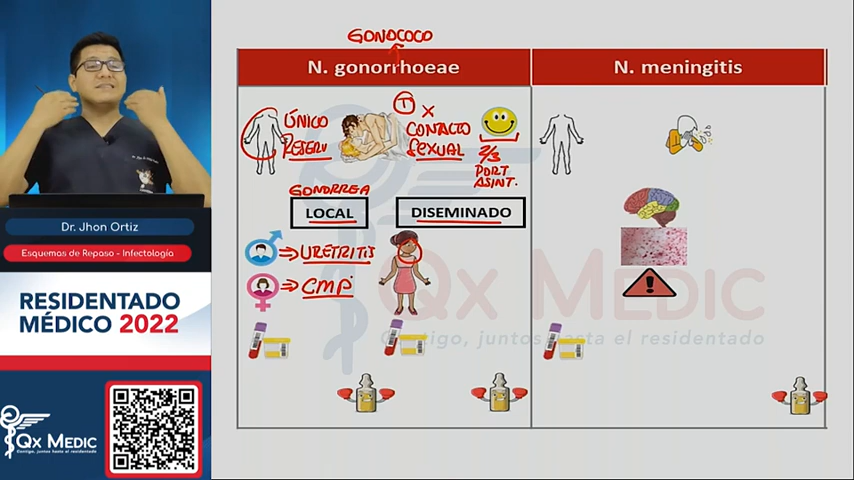 Dr. Jhon Ortiz
Esquemas de Repaso - Infectología
RESIDENTADO
MÉDICO 2022
QX MEDIC
Contigo, juntos hasta el residentado
GONOCOCO
N. gonorrhoeae
N. meningitis
ÚNICO
RESERV
T X
CONTACTO
SEXUAL
2/3
PORT
ASINT.
GONORREA
LOCAL
DISEMINADO
URETRITIS
CMP
QX MEDIC
Contigo, juntos hasta el residentado